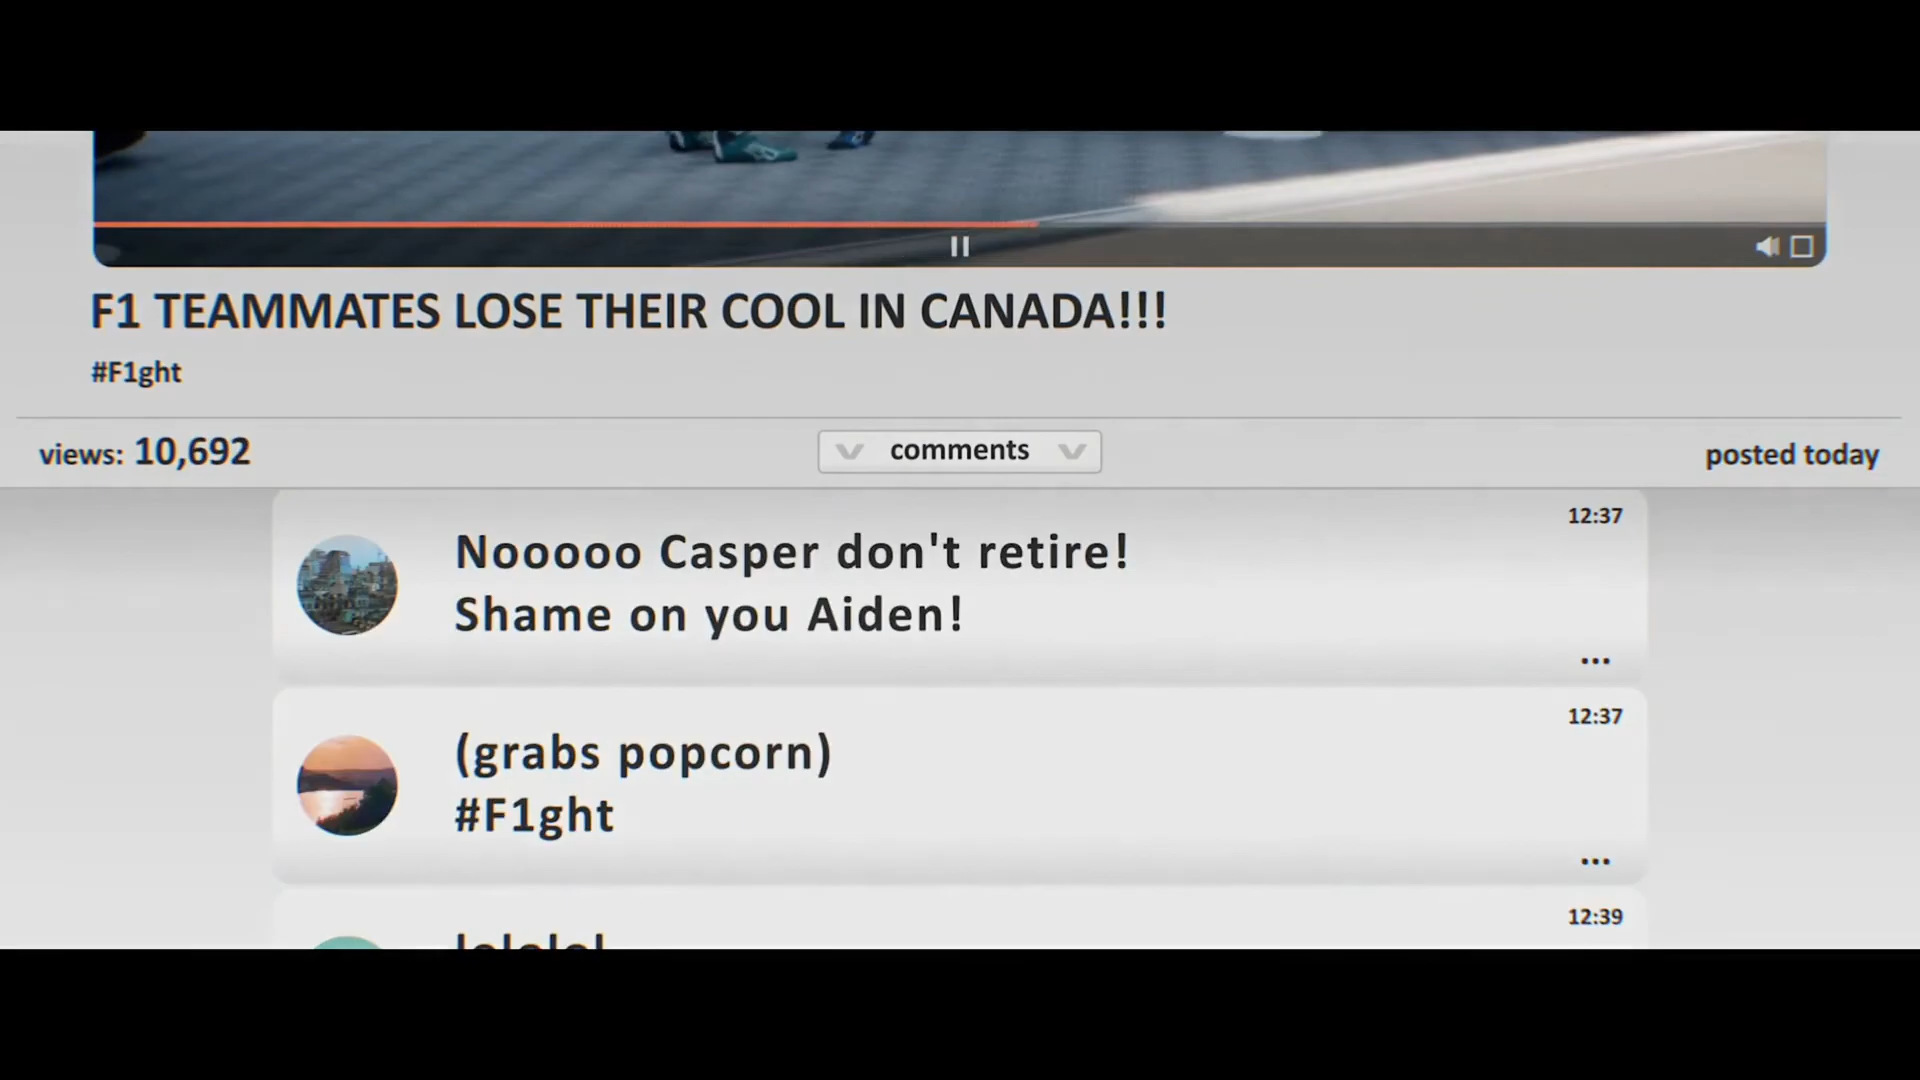 F1 TEAMMATES LOSE THEIR COOL IN CANADA!!!
#F1ght
views: 10,692
comments
posted today
12:37
Nooooo Casper don't retire!
Shame on you Aiden!
...
12:37
(grabs popcorn)
#F1ght
...
12:39